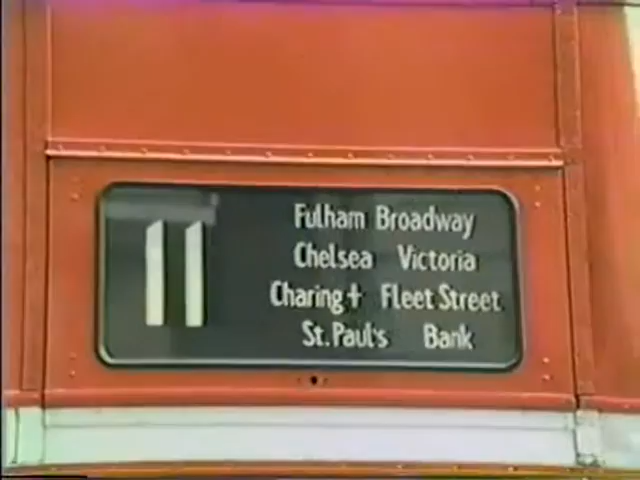 11
Fulham Broadway
Chelsea Victoria
Charing+ Fleet Street
St. Paul's Bank